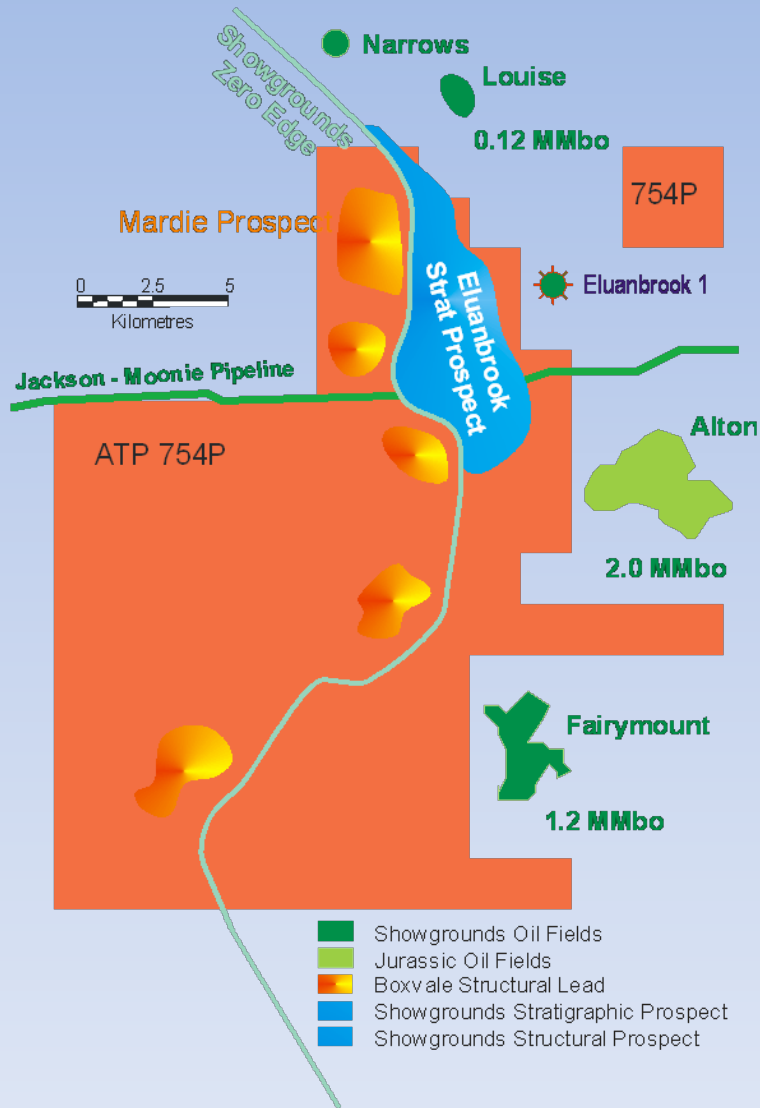 Showgrounds
Zero Edge
Narrows
Louise
0.12 MMbo
754P
Mardie Prospect
0 2.5 5
Kilometres
Eluanbrook
Strat Prospect
Eluanbrook 1
Jackson - Moonie Pipeline
Alton
ATP 754P
2.0 MMbo
Fairymount
1.2 MMbo
Showgrounds Oil Fields
Jurassic Oil Fields
Boxvale Structural Lead
Showgrounds Stratigraphic Prospect
Showgrounds Structural Prospect